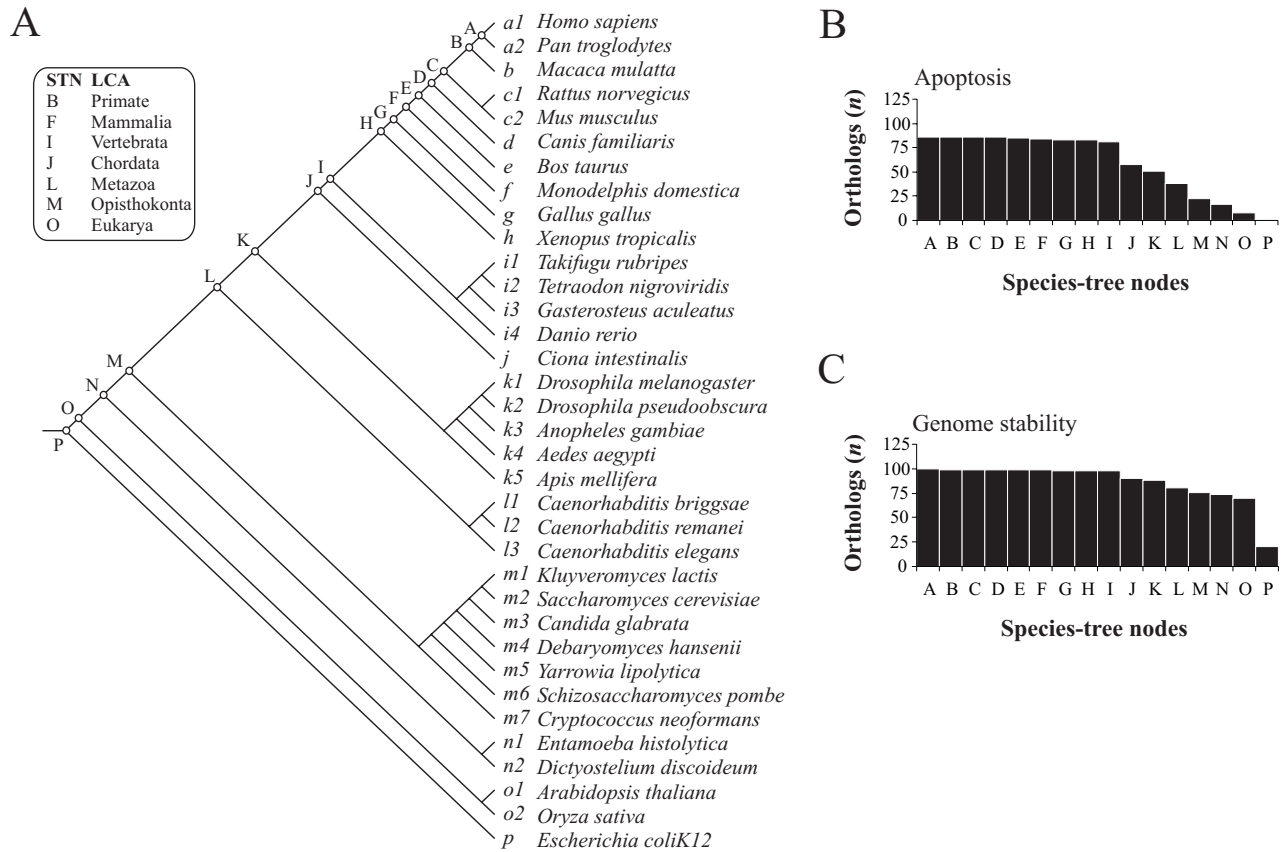 A
STN LCA
B Primate
F Mammalia
I Vertebrata
J Chordata
L Metazoa
M Opisthokonta
O Eukarya
A
B
C
D
E
F
G
H
I
J
K
L
M
N
O
P
a1 Homo sapiens
a2 Pan troglodytes
b Macaca mulatta
c1 Rattus norvegicus
c2 Mus musculus
d Canis familiaris
e Bos taurus
f Monodelphis domestica
g Gallus gallus
h Xenopus tropicalis
i1 Takifugu rubripes
i2 Tetraodon nigroviridis
i3 Gasterosteus aculeatus
i4 Danio rerio
j Ciona intestinalis
k1 Drosophila melanogaster
k2 Drosophila pseudoobscura
k3 Anopheles gambiae
k4 Aedes aegypti
k5 Apis mellifera
l1 Caenorhabditis briggsae
l2 Caenorhabditis remanei
l3 Caenorhabditis elegans
m1 Kluyveromyces lactis
m2 Saccharomyces cerevisiae
m3 Candida glabrata
m4 Debaryomyces hansenii
m5 Yarrowia lipolytica
m6 Schizosaccharomyces pombe
m7 Cryptococcus neoformans
n1 Entamoeba histolytica
n2 Dictyostelium discoideum
o1 Arabidopsis thaliana
o2 Oryza sativa
p Escherichia coliK12
B
Apoptosis
Orthologs (n)
125
100
75
50
25
0
A B C D E F G H I J K L M N O P
Species-tree nodes
C
Genome stability
Orthologs (n)
125
100
75
50
25
0
A B C D E F G H I J K L M N O P
Species-tree nodes